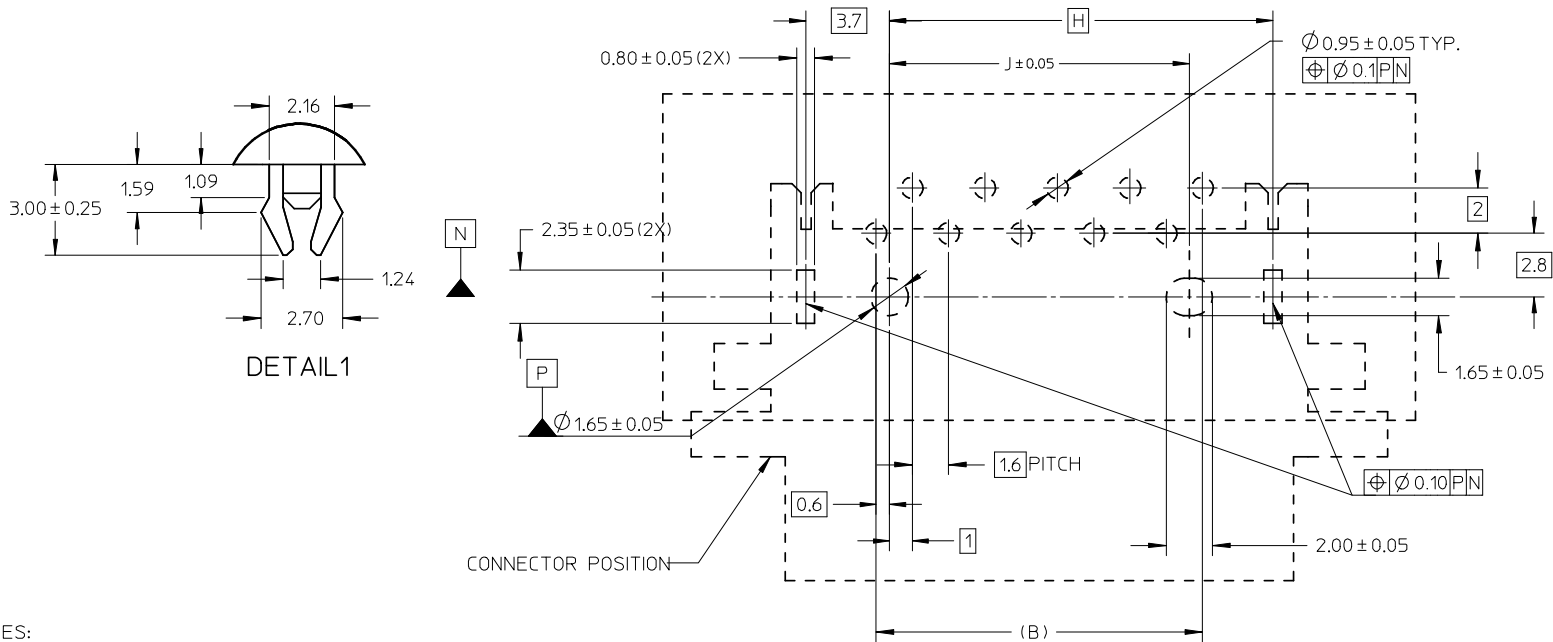 3.7
H
0.80±0.05(2X)
J±0.05
Ø0.95±0.05 TYP.
⌖ Ø 0.1 P N
2.16
1.59
1.09
3.00±0.25
1.24
2.70
DETAIL1
N
2.35±0.05(2X)
2
2.8
P
Ø1.65±0.05
1.65±0.05
1.6 PITCH
0.6
⌖ Ø 0.10 P N
1
2.00±0.05
CONNECTOR POSITION
(B)
ES: